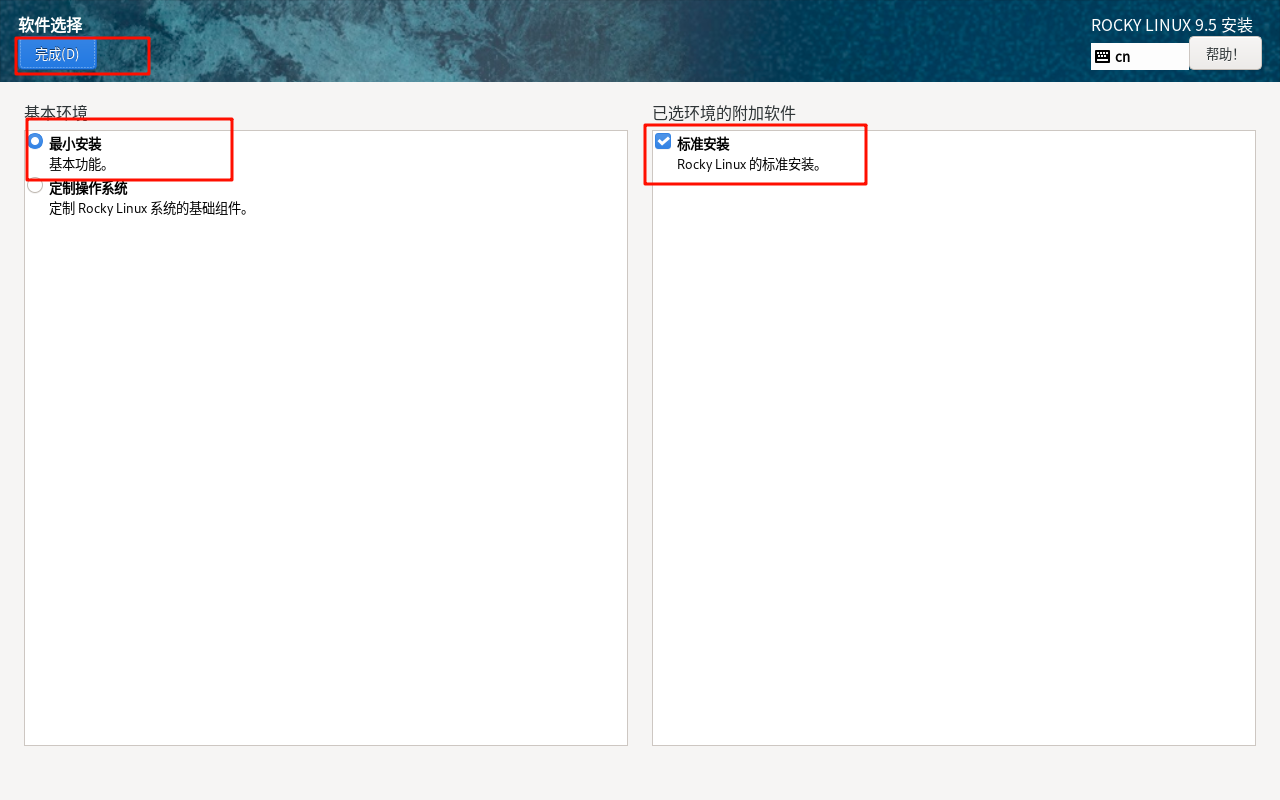 软件选择
ROCKY LINUX 9.5 安装
完成(D)
cn
帮助!
基本环境
已选环境的附加软件
最小安装
基本功能。
定制操作系统
定制 Rocky Linux 系统的基础组件。
标准安装
Rocky Linux 的标准安装。